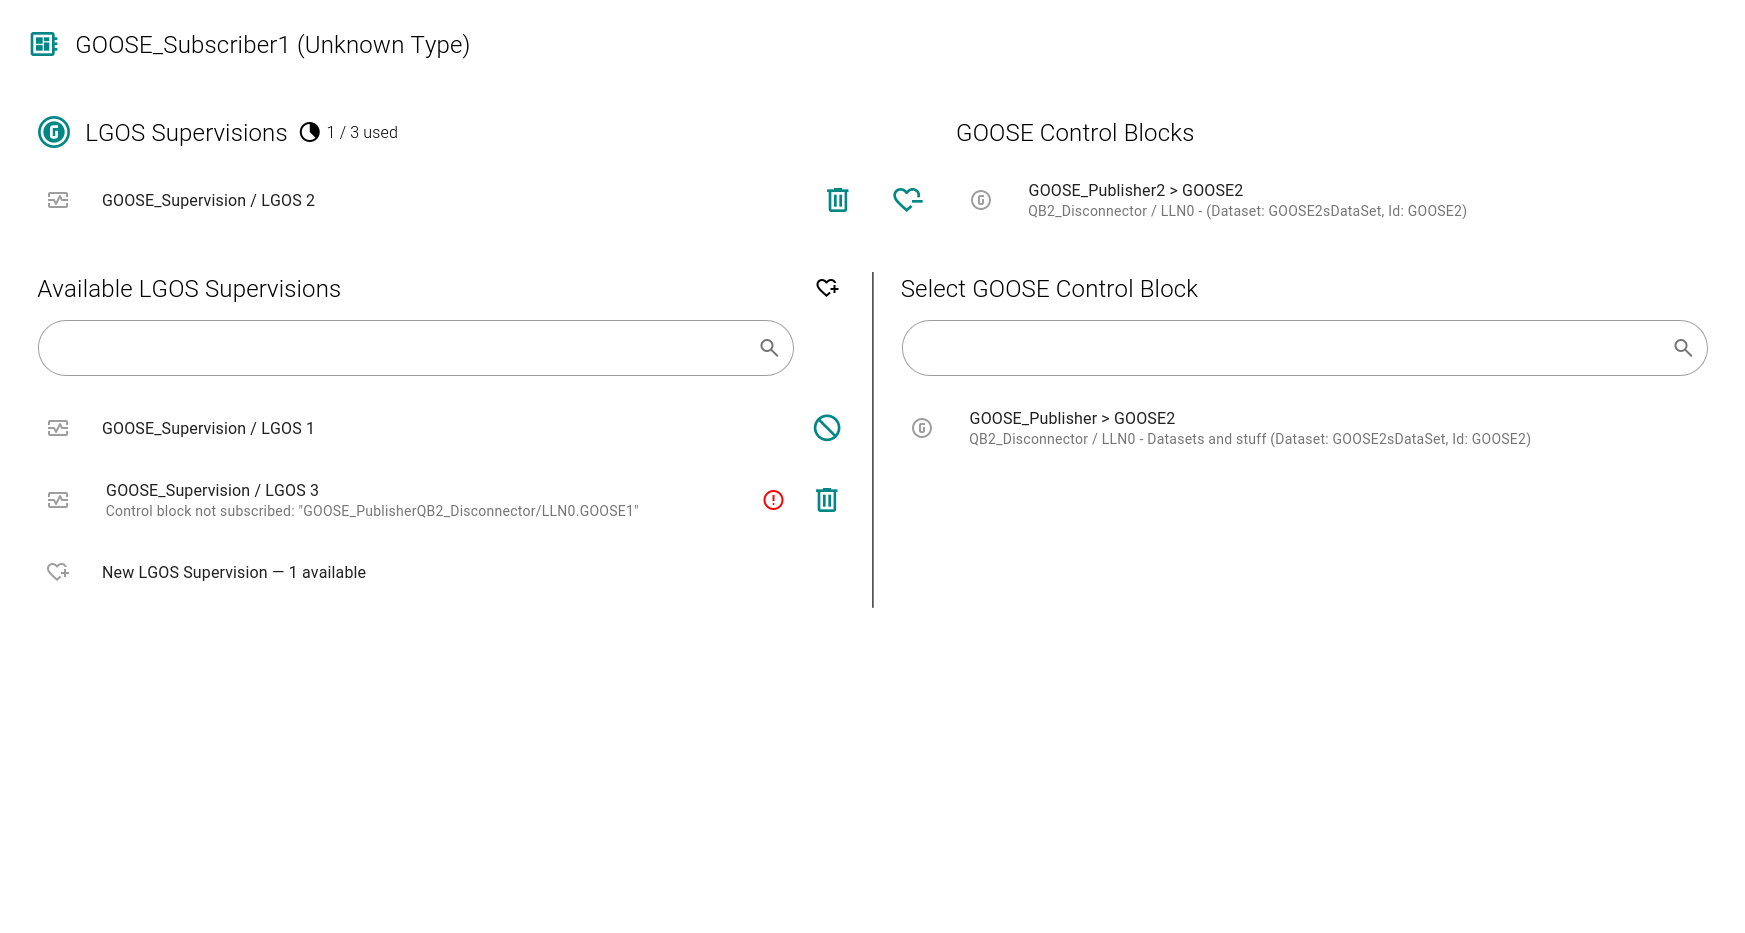 GOOSE_Subscriber1 (Unknown Type)
LGOS Supervisions 1 / 3 used
GOOSE Control Blocks
GOOSE_Supervision / LGOS 2
GOOSE_Publisher2 > GOOSE2
QB2_Disconnector / LLN0 - (Dataset: GOOSE2sDataSet, Id: GOOSE2)
Available LGOS Supervisions
GOOSE_Supervision / LGOS 1
GOOSE_Supervision / LGOS 3
Control block not subscribed: "GOOSE_PublisherQB2_Disconnector/LLN0.GOOSE1"
New LGOS Supervision — 1 available
Select GOOSE Control Block
GOOSE_Publisher > GOOSE2
QB2_Disconnector / LLN0 - Datasets and stuff (Dataset: GOOSE2sDataSet, Id: GOOSE2)